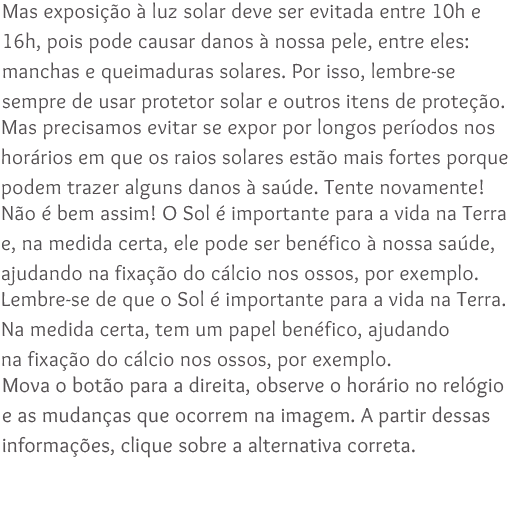 Mas exposição à luz solar deve ser evitada entre 10h e
16h, pois pode causar danos à nossa pele, entre eles:
manchas e queimaduras solares. Por isso, lembre-se
sempre de usar protetor solar e outros itens de proteção.
Mas precisamos evitar se expor por longos períodos nos
horários em que os raios solares estão mais fortes porque
podem trazer alguns danos à saúde. Tente novamente!
Não é bem assim! O Sol é importante para a vida na Terra
e, na medida certa, ele pode ser benéfico à nossa saúde,
ajudando na fixação do cálcio nos ossos, por exemplo.
Lembre-se de que o Sol é importante para a vida na Terra.
Na medida certa, tem um papel benéfico, ajudando
na fixação do cálcio nos ossos, por exemplo.
Mova o botão para a direita, observe o horário no relógio
e as mudanças que ocorrem na imagem. A partir dessas
informações, clique sobre a alternativa correta.